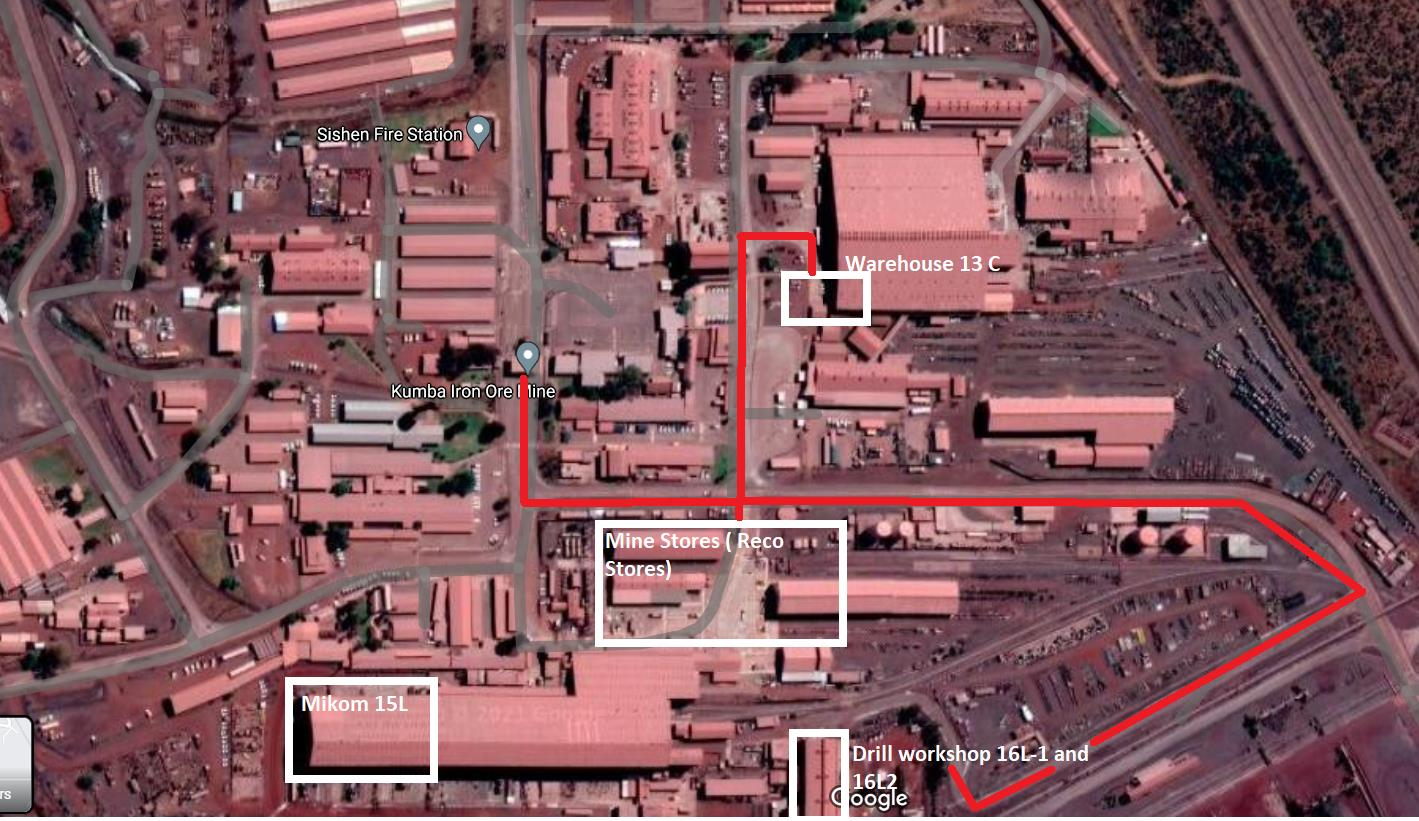 Sishen Fire Station
Warehouse 13 C
Kumba Iron Ore Mine
Mine Stores ( Reco
Stores)
Mikom 15L
Drill workshop 16L-1 and
16L2
Google
rs